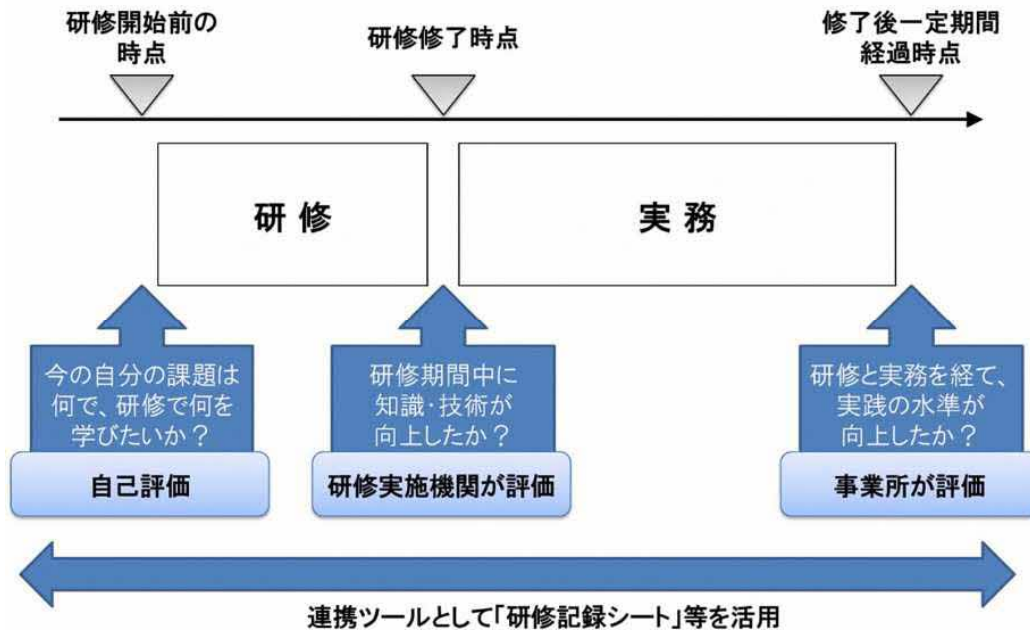 研修開始前の
時点
研修修了時点
修了後一定期間
経過時点
研修
実務
今の自分の課題は
何で、研修で何を
学びたいか？
研修期間中に
知識・技術が
向上したか？
研修と実務を経て、
実践の水準が
向上したか？
自己評価
研修実施機関が評価
事業所が評価
連携ツールとして「研修記録シート」等を活用